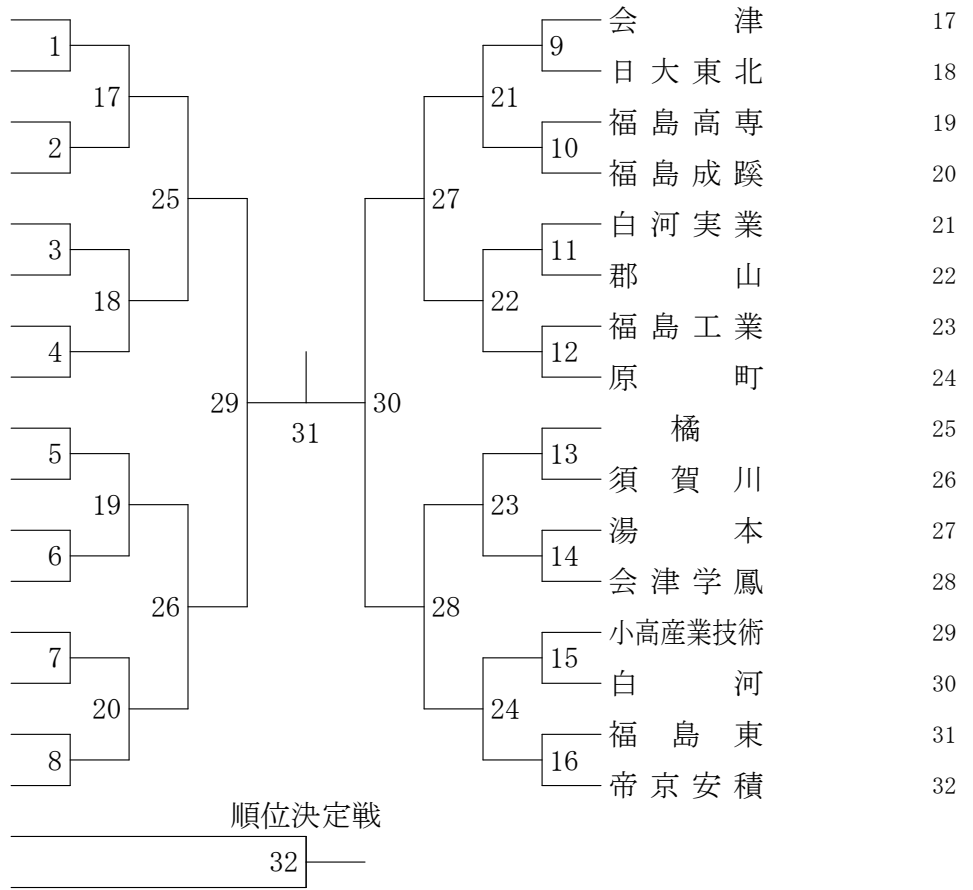 会津 17
1 9
日大東北 18
17 21
福島高専 19
2 10
福島成蹊 20
25 27
白河実業 21
3 11
郡山 22
18 22
福島工業 23
4 12
原町 24
29 30
31
橘 25
5 13
須賀川 26
19 23
湯本 27
6 14
会津学鳳 28
26 28
小高産業技術 29
7 15
白河 30
20 24
福島東 31
8 16
帝京安積 32
順位決定戦
32